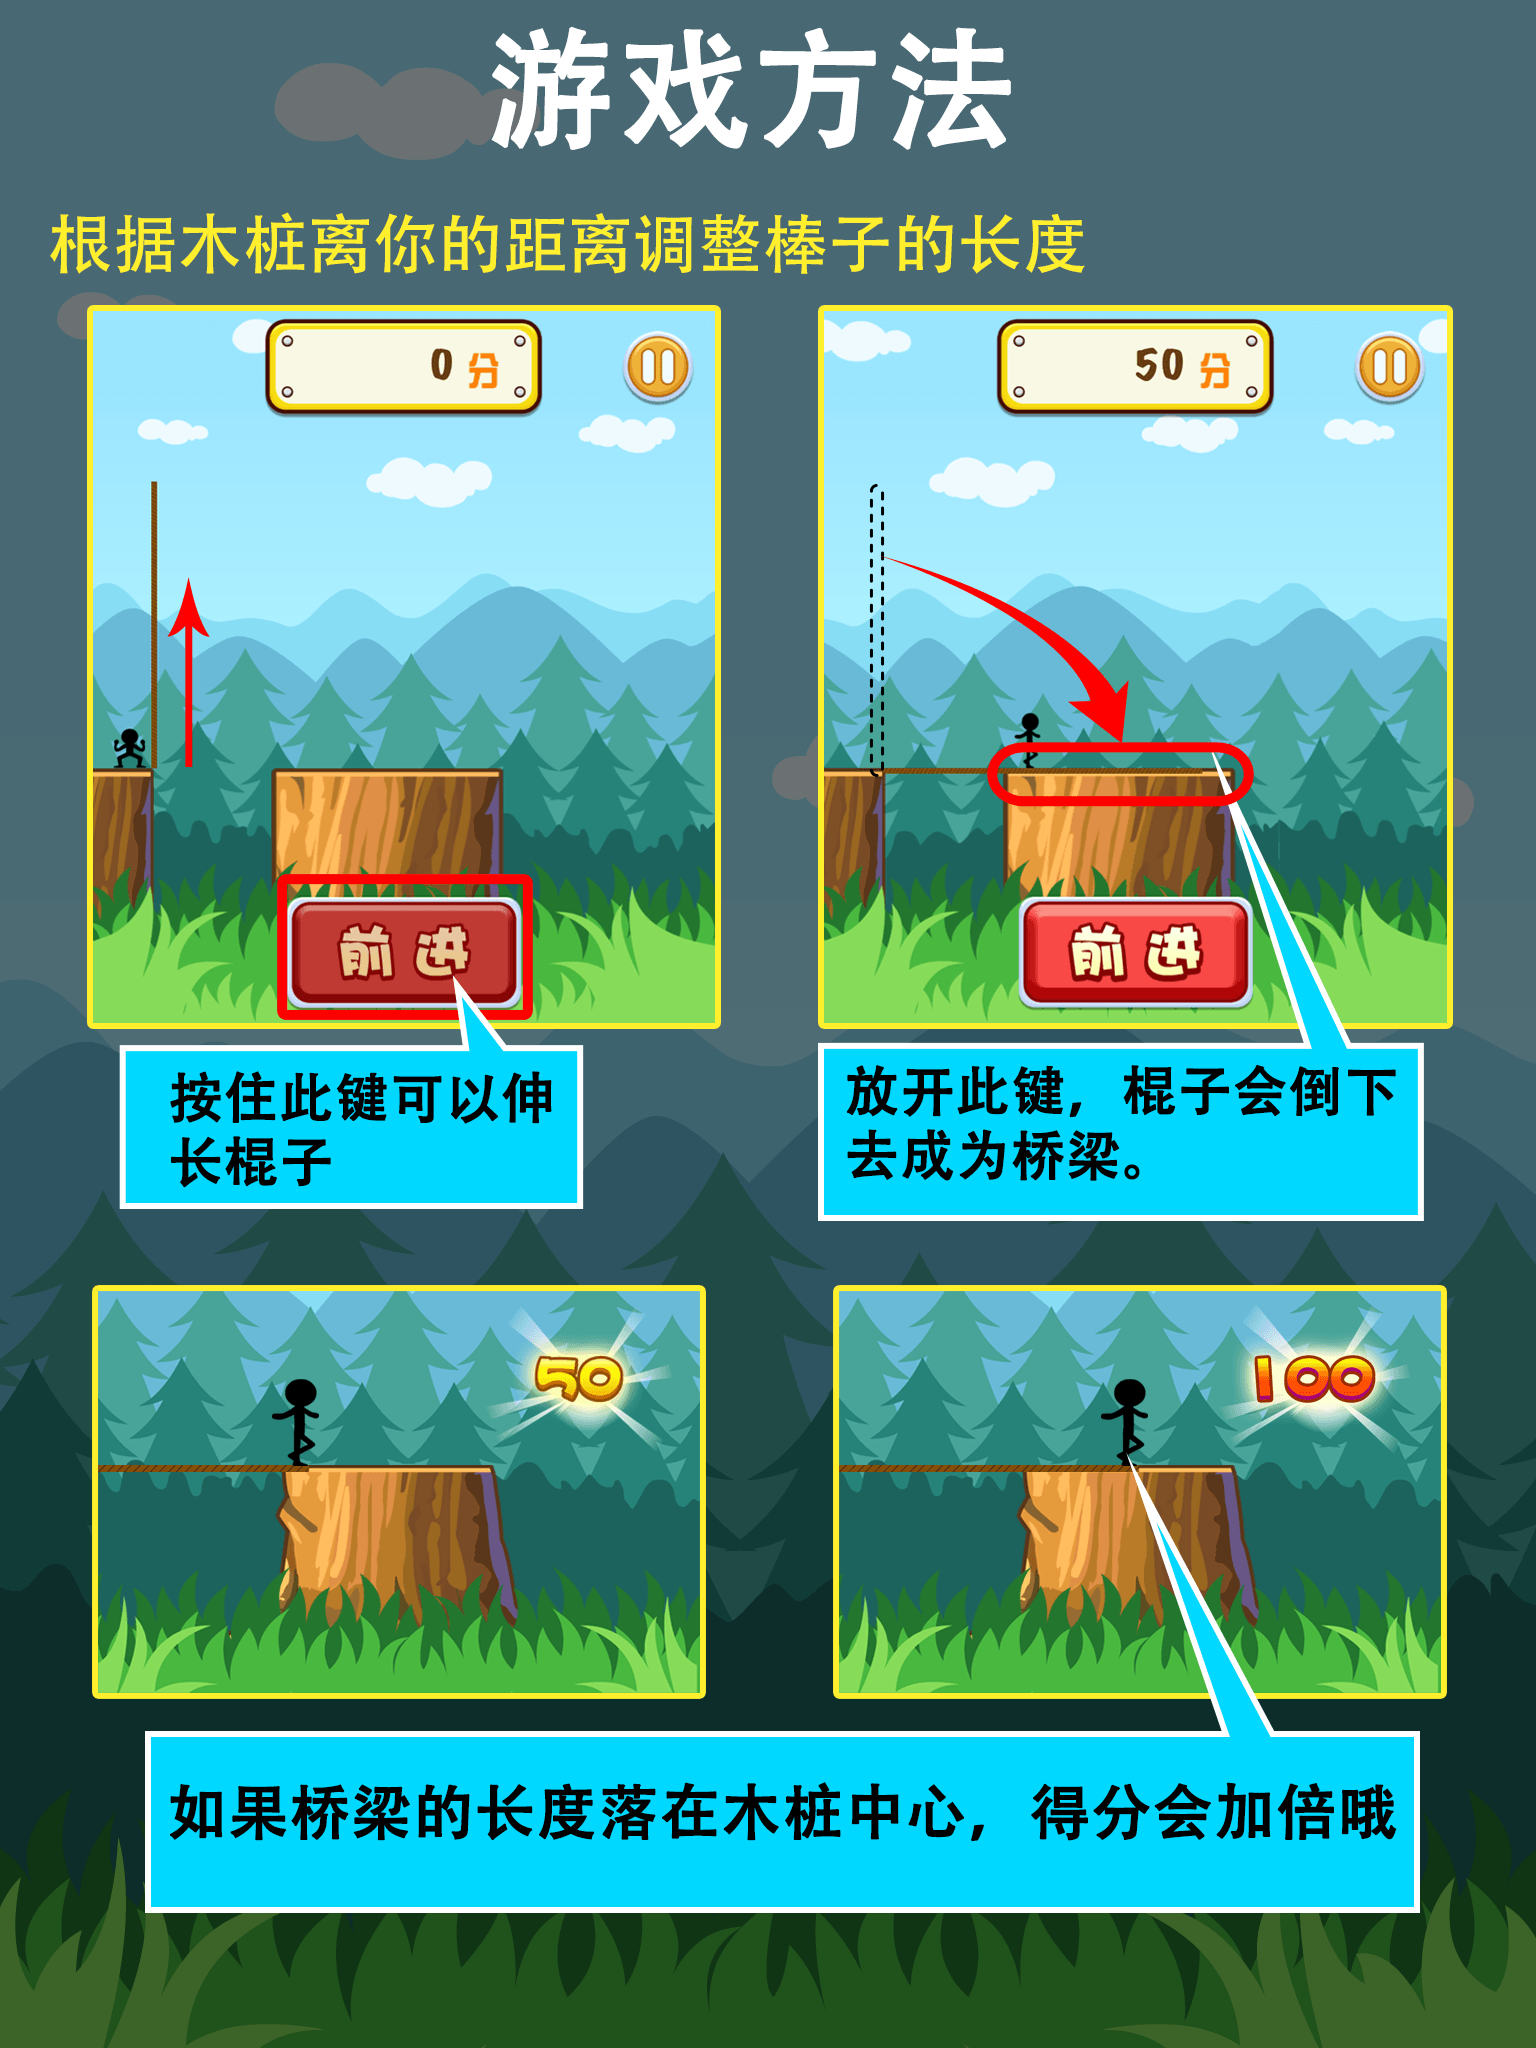 游戏方法
根据木桩离你的距离调整棒子的长度
0 分
50 分
前进
前进
按住此键可以伸
长棍子
放开此键，棍子会倒下
去成为桥梁。
50
100
如果桥梁的长度落在木桩中心，得分会加倍哦